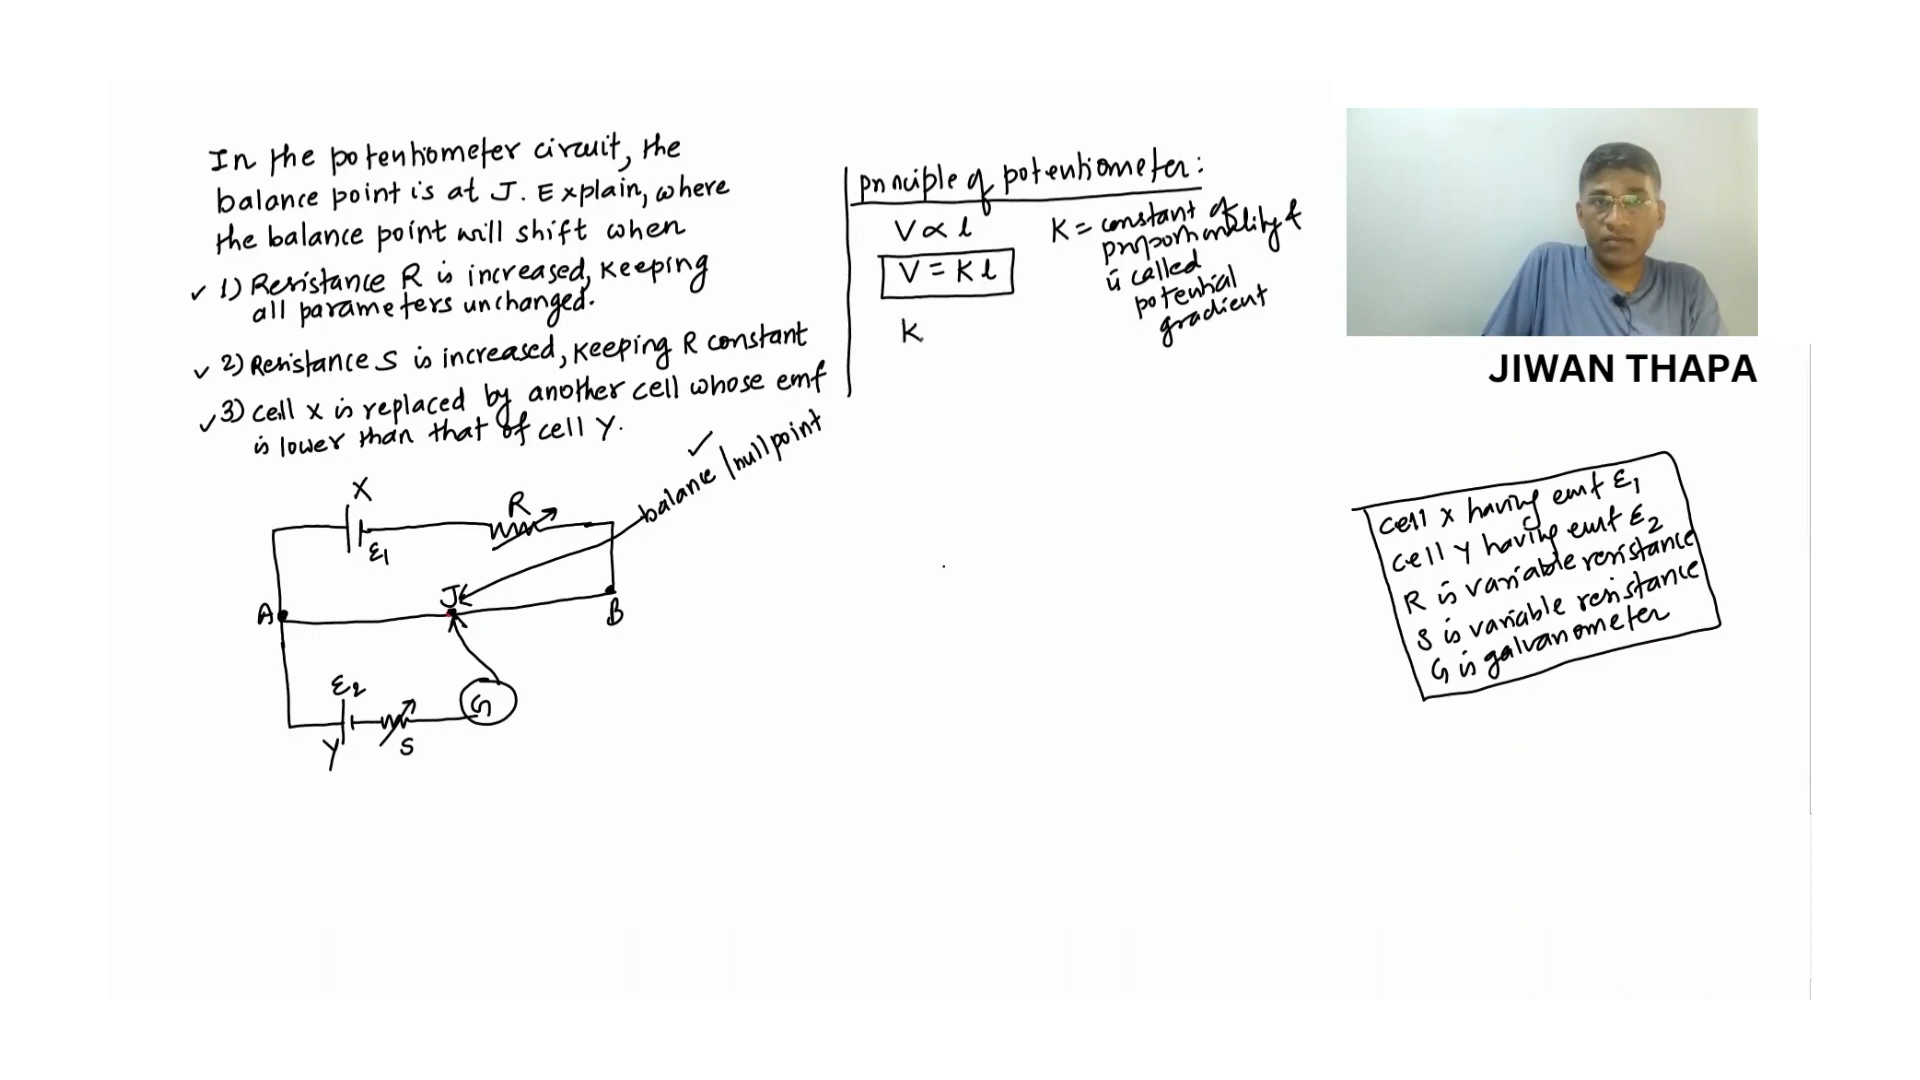 In the potentiometer circuit, the
balance point is at J. Explain, where
the balance point will shift when
✓ 1) Resistance R is increased, keeping
all parameters unchanged.
✓ 2) Resistance S is increased, keeping R constant
✓ 3) cell X is replaced by another cell whose emf
is lower than that of cell Y.
principle of potentiometer:
V ∝ l
V = K l
K
K = constant of
proportionality &
is called
potential
gradient
JIWAN THAPA
✓
balance / null point
X
R
ε1
J
A
B
ε2
G
Y
S
cell X having emf ε1
cell Y having emf ε2
R is variable resistance
S is variable resistance
G is galvanometer